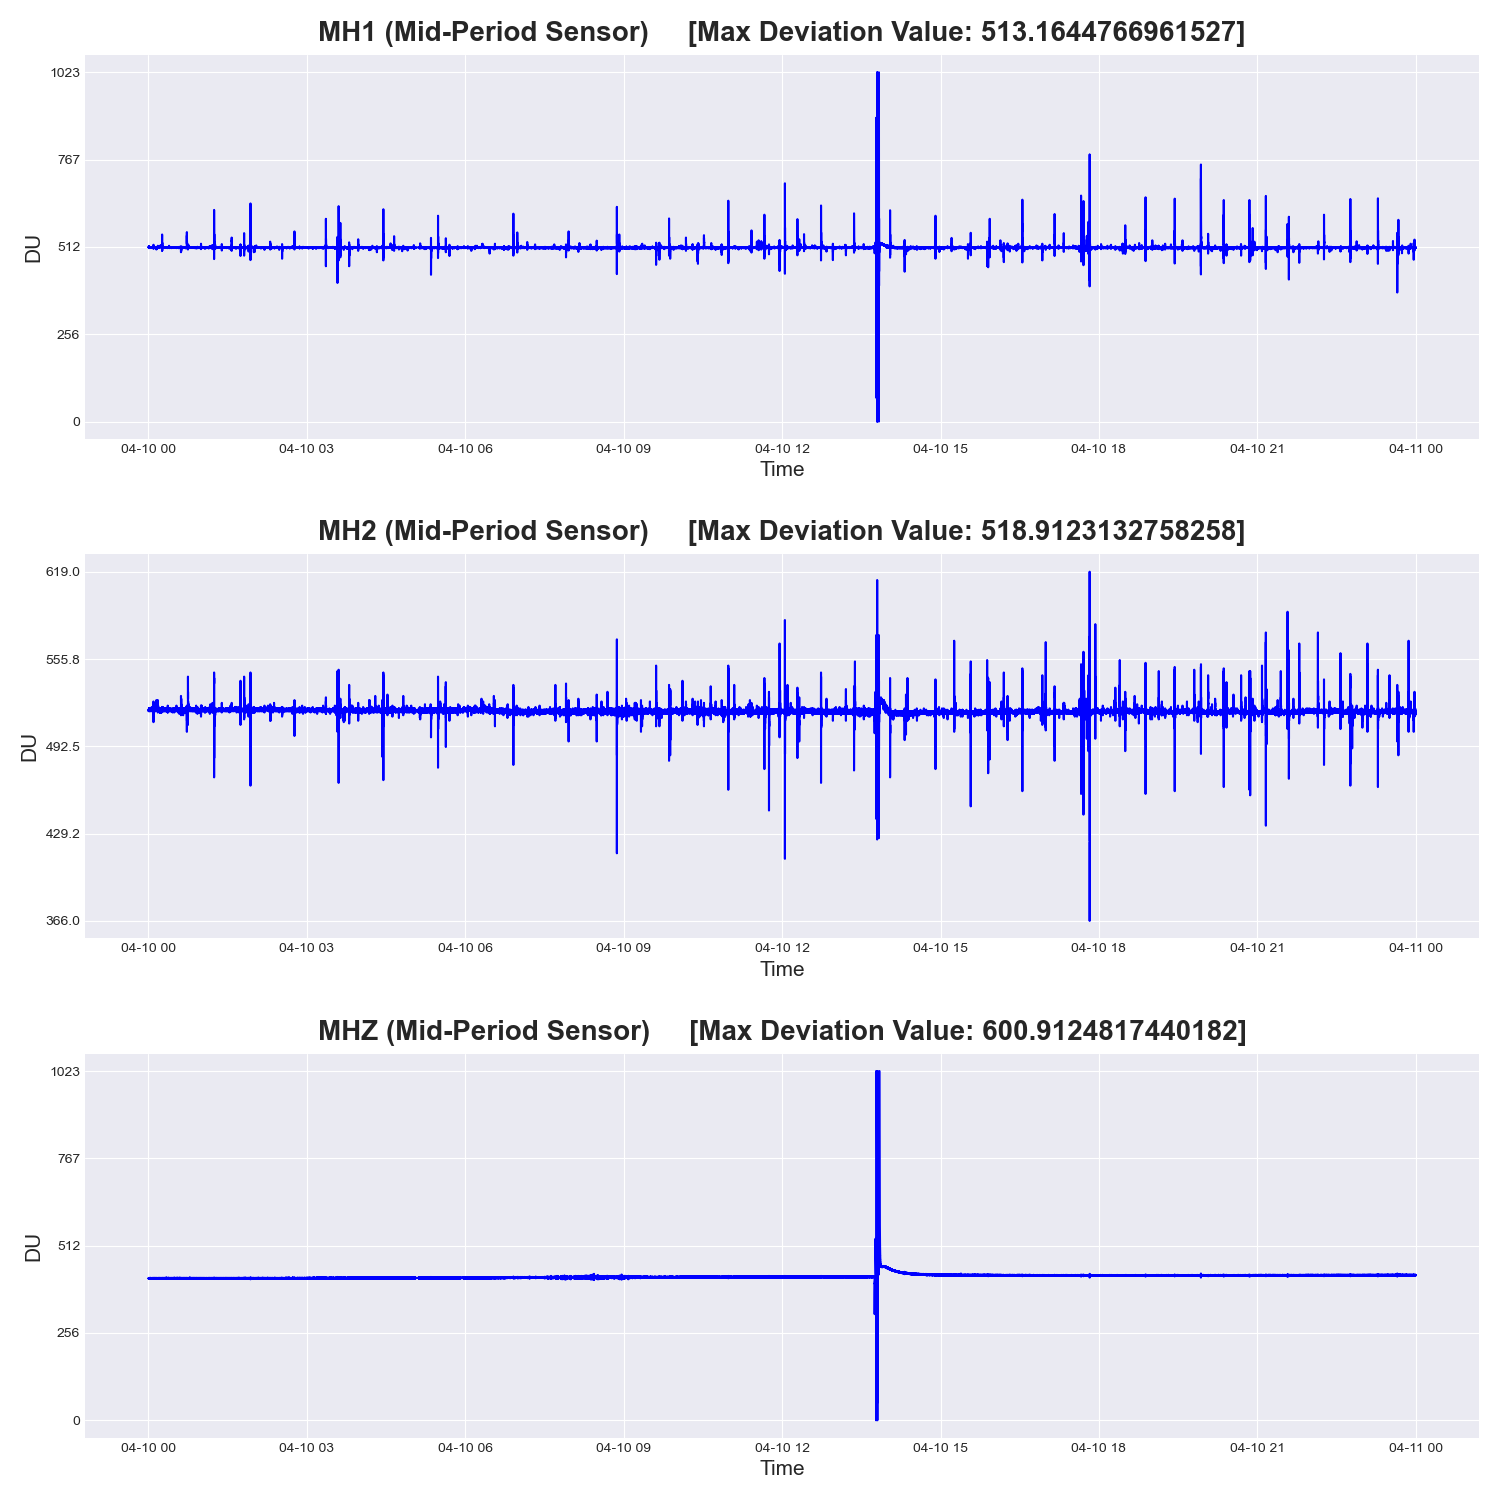 MH1 (Mid-Period Sensor) [Max Deviation Value: 513.1644766961527]
1023
767
512
256
0
DU
04-10 00 04-10 03 04-10 06 04-10 09 04-10 12 04-10 15 04-10 18 04-10 21 04-11 00
Time
MH2 (Mid-Period Sensor) [Max Deviation Value: 518.9123132758258]
619.0
555.8
492.5
429.2
366.0
DU
04-10 00 04-10 03 04-10 06 04-10 09 04-10 12 04-10 15 04-10 18 04-10 21 04-11 00
Time
MHZ (Mid-Period Sensor) [Max Deviation Value: 600.9124817440182]
1023
767
512
256
0
DU
04-10 00 04-10 03 04-10 06 04-10 09 04-10 12 04-10 15 04-10 18 04-10 21 04-11 00
Time